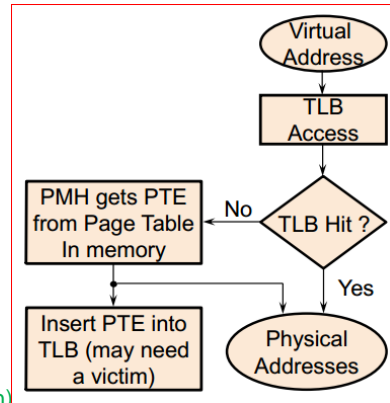 Virtual
Address
TLB
Access
TLB Hit ?
No
Yes
PMH gets PTE
from Page Table
In memory
Insert PTE into
TLB (may need
a victim)
Physical
Addresses